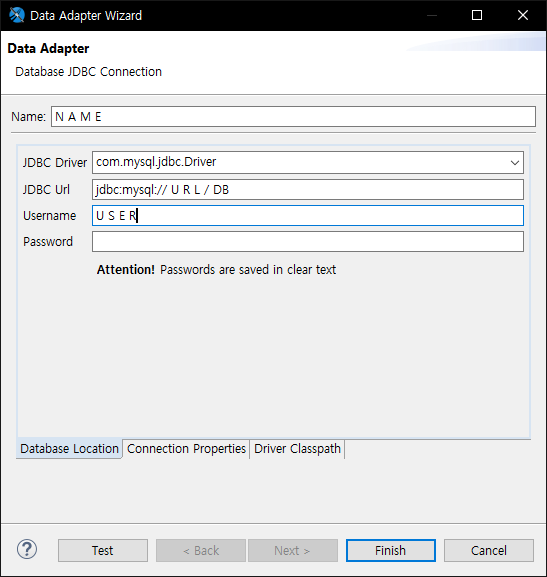 Data Adapter Wizard
Data Adapter
Database JDBC Connection
Name: N A M E
JDBC Driver com.mysql.jdbc.Driver
JDBC Url jdbc:mysql:// U R L / DB
Username U S E R
Password
Attention! Passwords are saved in clear text
Database Location Connection Properties Driver Classpath
? Test < Back Next > Finish Cancel